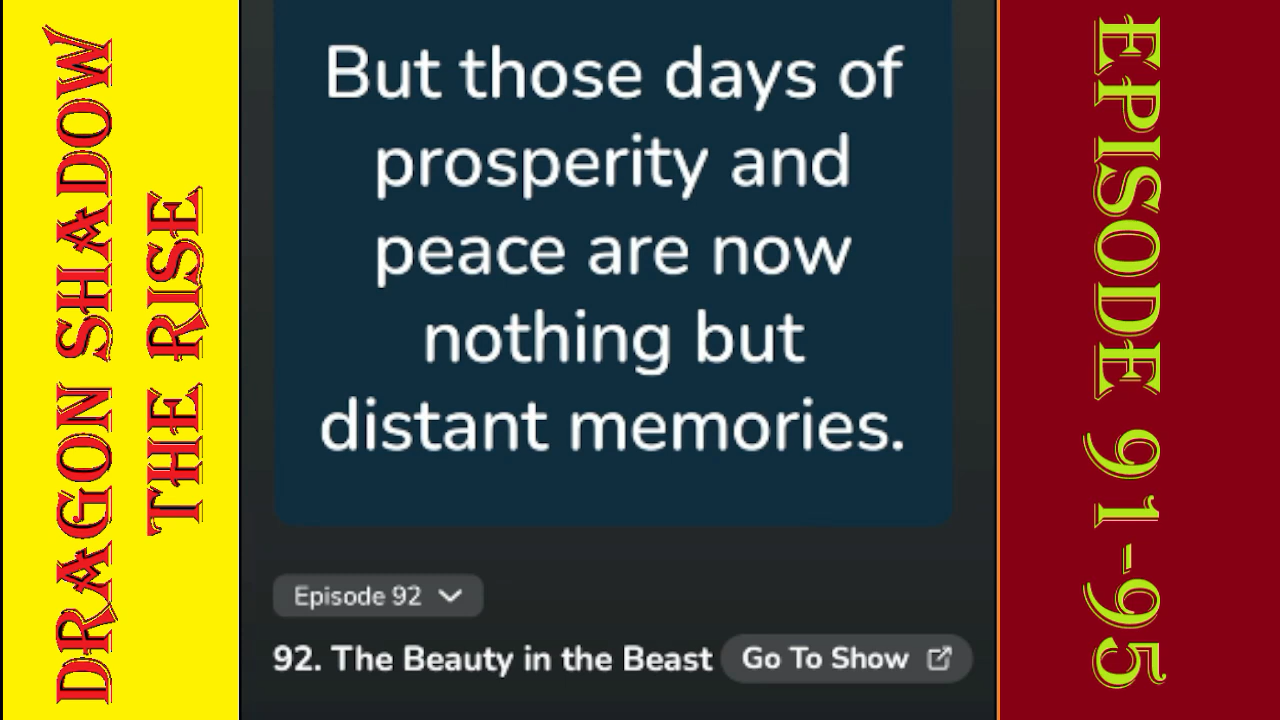 DRAGON SHADOW
THE RISE
But those days of
prosperity and
peace are now
nothing but
distant memories.
Episode 92
92. The Beauty in the Beast
Go To Show
EPISODE 91-95